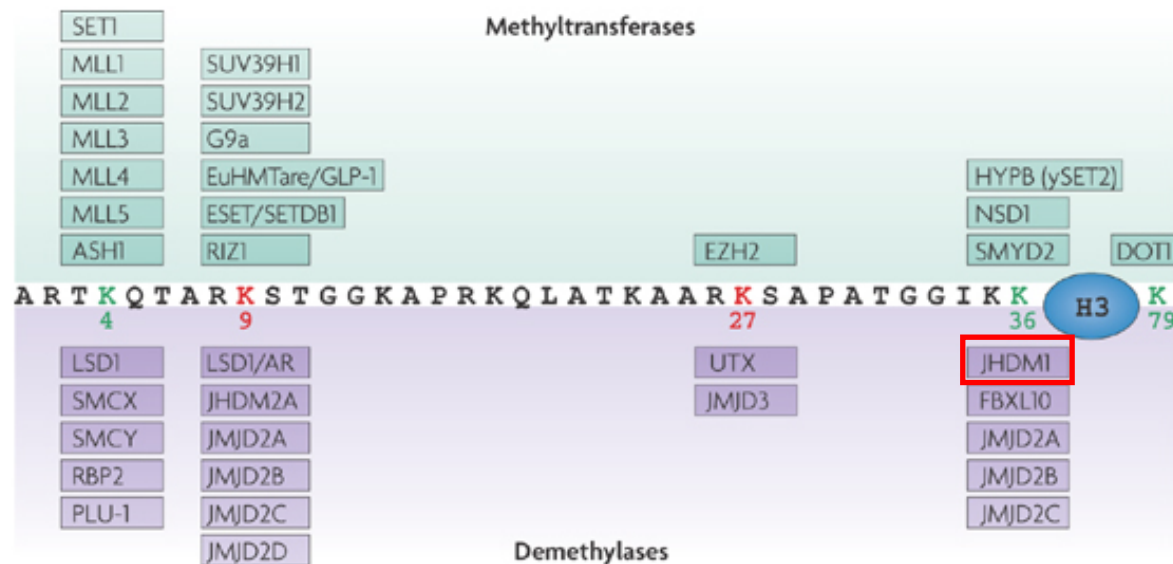 Methyltransferases
SET1
MLL1 SUV39H1
MLL2 SUV39H2
MLL3 G9a
MLL4 EuHMTare/GLP-1 HYPB (ySET2)
MLL5 ESET/SETDB1 NSD1
ASH1 RIZ1 EZH2 SMYD2 DOT1
A R T K Q T A R K S T G G K A P R K Q L A T K A A R K S A P A T G G I K K H3 K
4 9 27 36 79
LSD1 LSD1/AR UTX JHDM1
SMCX JHDM2A JMJD3 FBXL10
SMCY JMJD2A JMJD2A
RBP2 JMJD2B JMJD2B
PLU-1 JMJD2C JMJD2C
JMJD2D
Demethylases